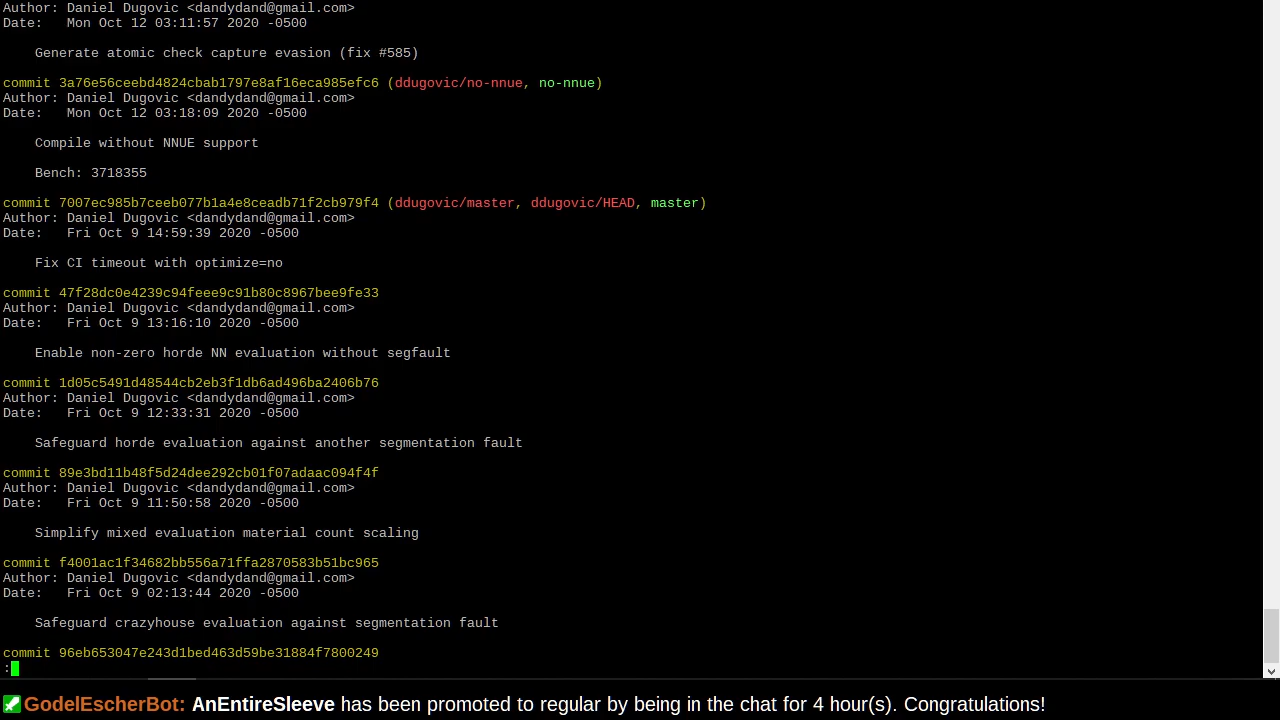 Author: Daniel Dugovic <dandydand@gmail.com>
Date:   Mon Oct 12 03:11:57 2020 -0500
Generate atomic check capture evasion (fix #585)
commit 3a76e56ceebd4824cbab1797e8af16eca985efc6 (ddugovic/no-nnue, no-nnue)
Author: Daniel Dugovic <dandydand@gmail.com>
Date:   Mon Oct 12 03:18:09 2020 -0500
Compile without NNUE support
Bench: 3718355
commit 7007ec985b7ceeb077b1a4e8ceadb71f2cb979f4 (ddugovic/master, ddugovic/HEAD, master)
Author: Daniel Dugovic <dandydand@gmail.com>
Date:   Fri Oct 9 14:59:39 2020 -0500
Fix CI timeout with optimize=no
commit 47f28dc0e4239c94feee9c91b80c8967bee9fe33
Author: Daniel Dugovic <dandydand@gmail.com>
Date:   Fri Oct 9 13:16:10 2020 -0500
Enable non-zero horde NN evaluation without segfault
commit 1d05c5491d48544cb2eb3f1db6ad496ba2406b76
Author: Daniel Dugovic <dandydand@gmail.com>
Date:   Fri Oct 9 12:33:31 2020 -0500
Safeguard horde evaluation against another segmentation fault
commit 89e3bd11b48f5d24dee292cb01f07adaac094f4f
Author: Daniel Dugovic <dandydand@gmail.com>
Date:   Fri Oct 9 11:50:58 2020 -0500
Simplify mixed evaluation material count scaling
commit f4001ac1f34682bb556a71ffa2870583b51bc965
Author: Daniel Dugovic <dandydand@gmail.com>
Date:   Fri Oct 9 02:13:44 2020 -0500
Safeguard crazyhouse evaluation against segmentation fault
commit 96eb653047e243d1bed463d59be31884f7800249
:
GodelEscherBot: AnEntireSleeve has been promoted to regular by being in the chat for 4 hour(s). Congratulations!